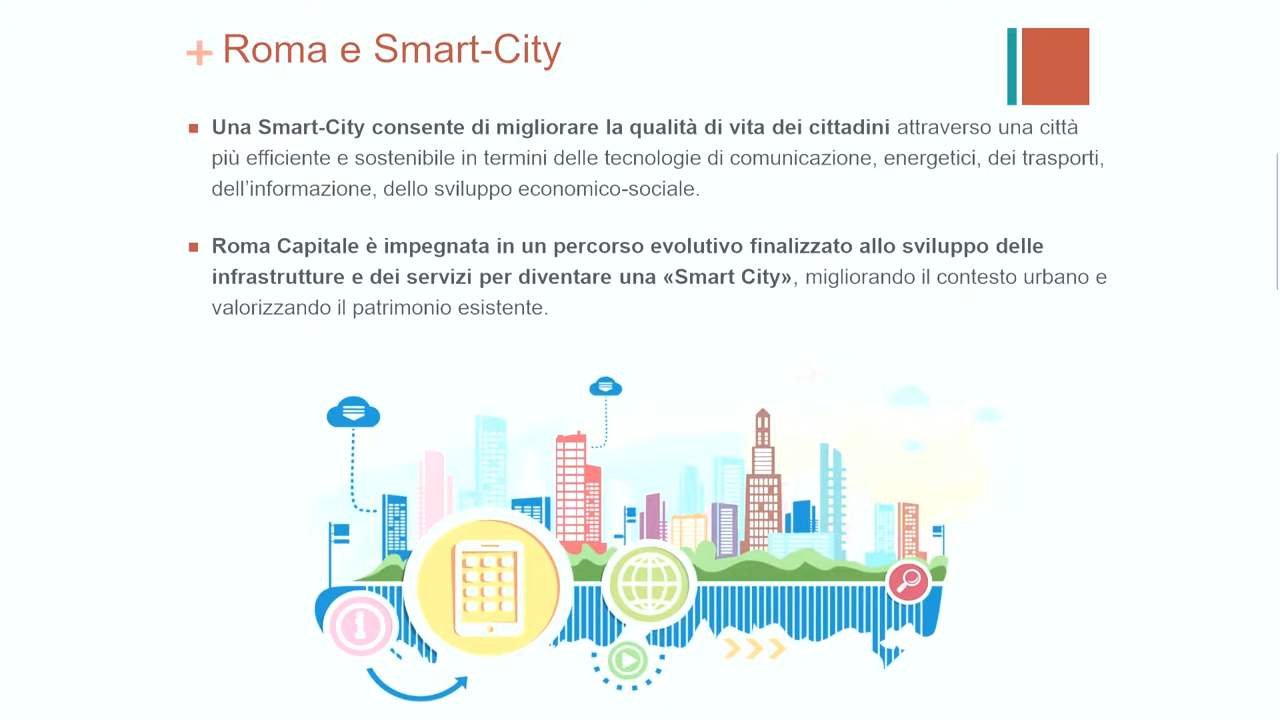 + Roma e Smart-City
Una Smart-City consente di migliorare la qualità di vita dei cittadini attraverso una città
più efficiente e sostenibile in termini delle tecnologie di comunicazione, energetici, dei trasporti,
dell’informazione, dello sviluppo economico-sociale.
Roma Capitale è impegnata in un percorso evolutivo finalizzato allo sviluppo delle
infrastrutture e dei servizi per diventare una «Smart City», migliorando il contesto urbano e
valorizzando il patrimonio esistente.
i